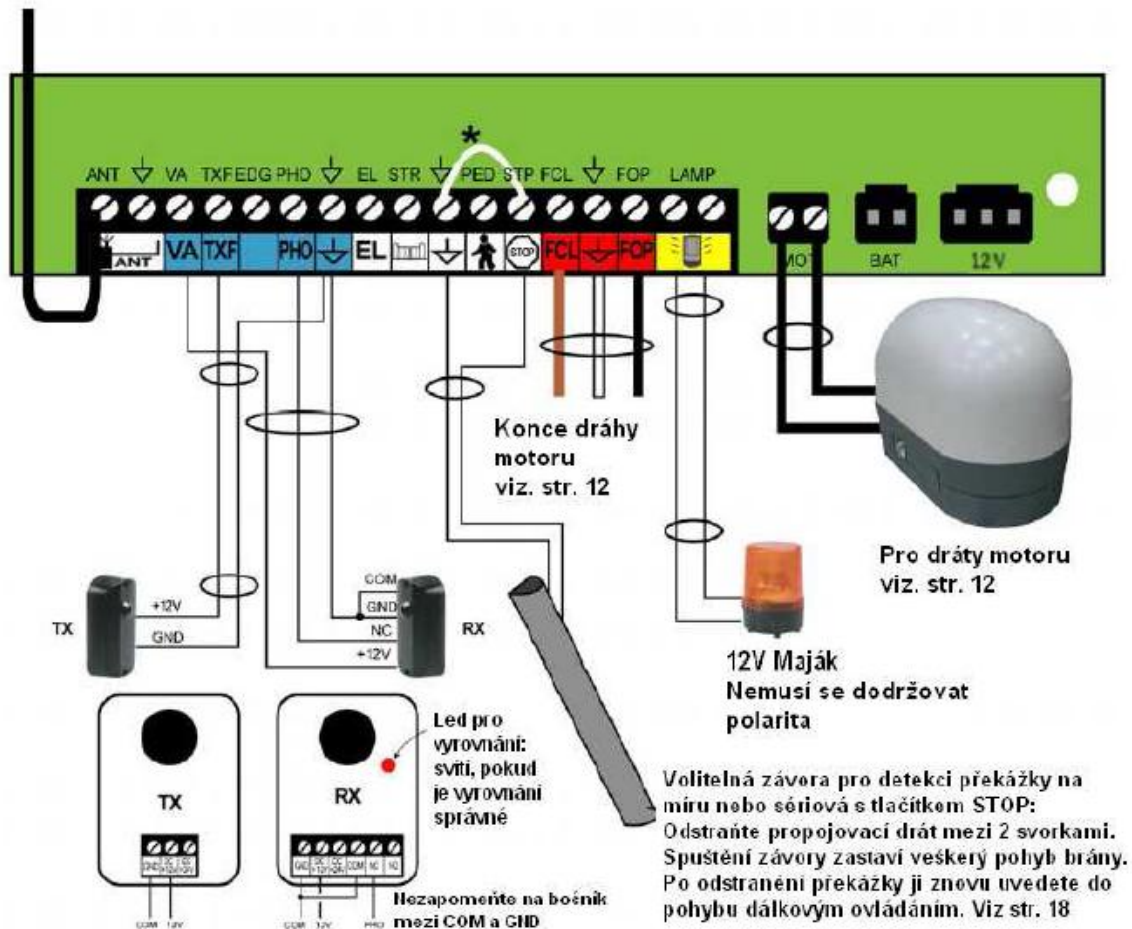 ANT VA TXF EDG PHO EL STR PED STP FCL FOP LAMP
*
ANT VA TXF PHO EL STOP FCL FOP
MOT BAT 12V
Konce dráhy
motoru
viz. str. 12
Pro dráty motoru
viz. str. 12
TX
+12V
GND
COM
GND
NC
+12V
RX
12V Maják
Nemusí se dodržovat
polarita
Led pro
vyrovnání:
svítí, pokud
je vyrovnání
správné
TX
RX
GND
GND COM NC NO
COM 12V
COM 12V PHO
Nezapomeňte na bočník
mezi COM a GND
Volitelná závora pro detekci překážky na
míru nebo sériová s tlačítkem STOP:
Odstraňte propojovací drát mezi 2 svorkami.
Spuštění závory zastaví veškerý pohyb brány.
Po odstranění překážky ji znovu uvedete do
pohybu dálkovým ovládáním. Viz str. 18